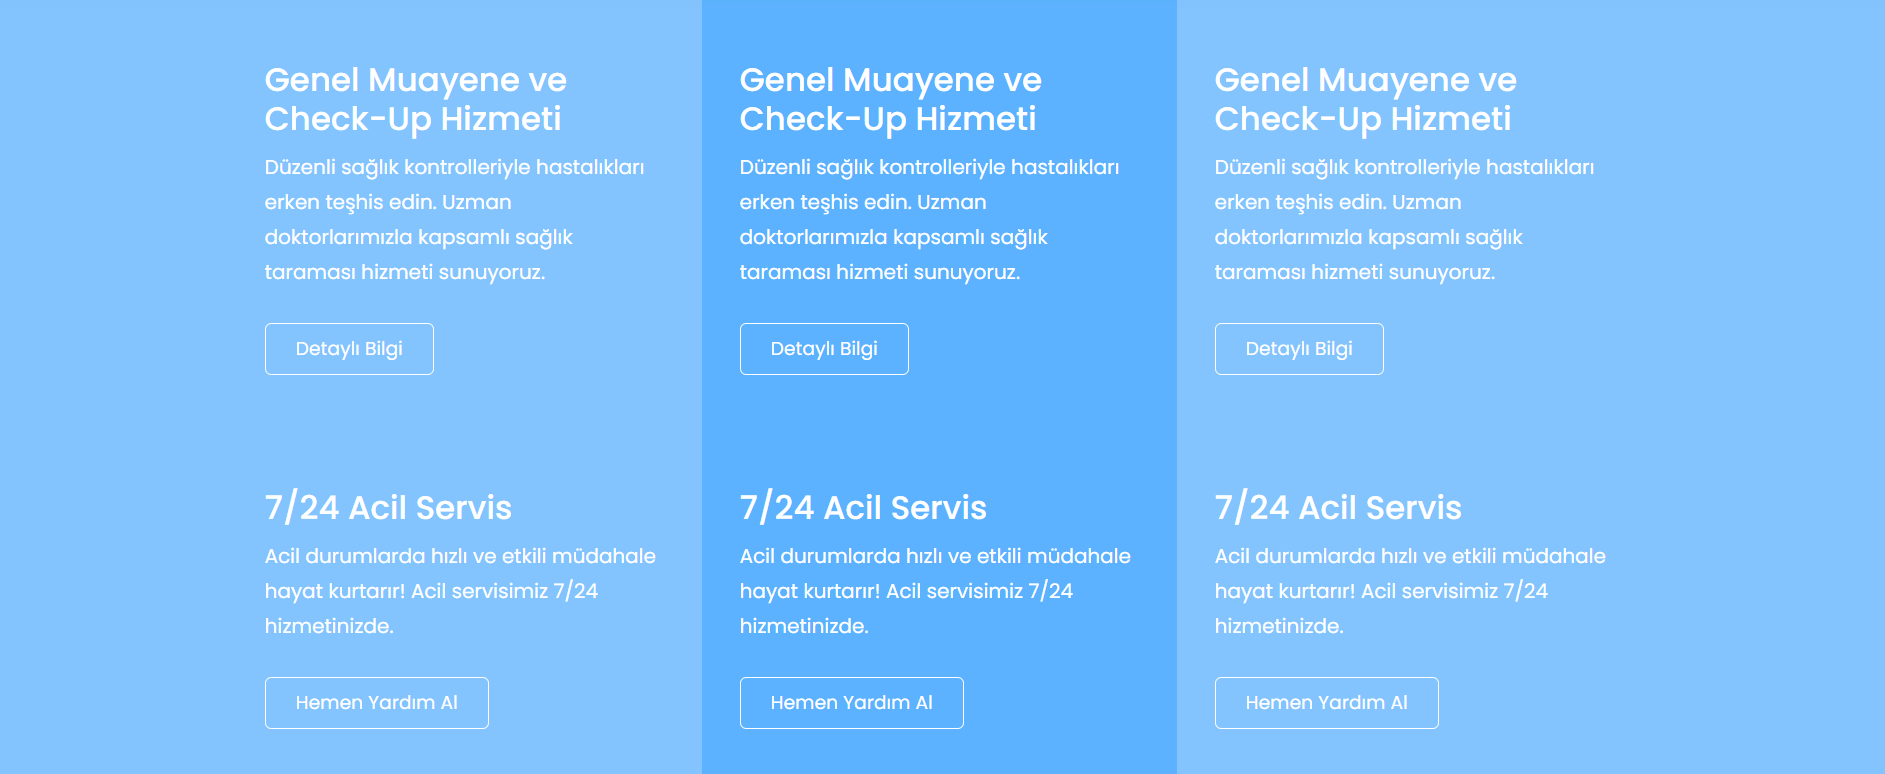 Genel Muayene ve
Check-Up Hizmeti
Düzenli sağlık kontrolleriyle hastalıkları
erken teşhis edin. Uzman
doktorlarımızla kapsamlı sağlık
taraması hizmeti sunuyoruz.
Detaylı Bilgi
Genel Muayene ve
Check-Up Hizmeti
Düzenli sağlık kontrolleriyle hastalıkları
erken teşhis edin. Uzman
doktorlarımızla kapsamlı sağlık
taraması hizmeti sunuyoruz.
Detaylı Bilgi
Genel Muayene ve
Check-Up Hizmeti
Düzenli sağlık kontrolleriyle hastalıkları
erken teşhis edin. Uzman
doktorlarımızla kapsamlı sağlık
taraması hizmeti sunuyoruz.
Detaylı Bilgi
7/24 Acil Servis
Acil durumlarda hızlı ve etkili müdahale
hayat kurtarır! Acil servisimiz 7/24
hizmetinizde.
Hemen Yardım Al
7/24 Acil Servis
Acil durumlarda hızlı ve etkili müdahale
hayat kurtarır! Acil servisimiz 7/24
hizmetinizde.
Hemen Yardım Al
7/24 Acil Servis
Acil durumlarda hızlı ve etkili müdahale
hayat kurtarır! Acil servisimiz 7/24
hizmetinizde.
Hemen Yardım Al